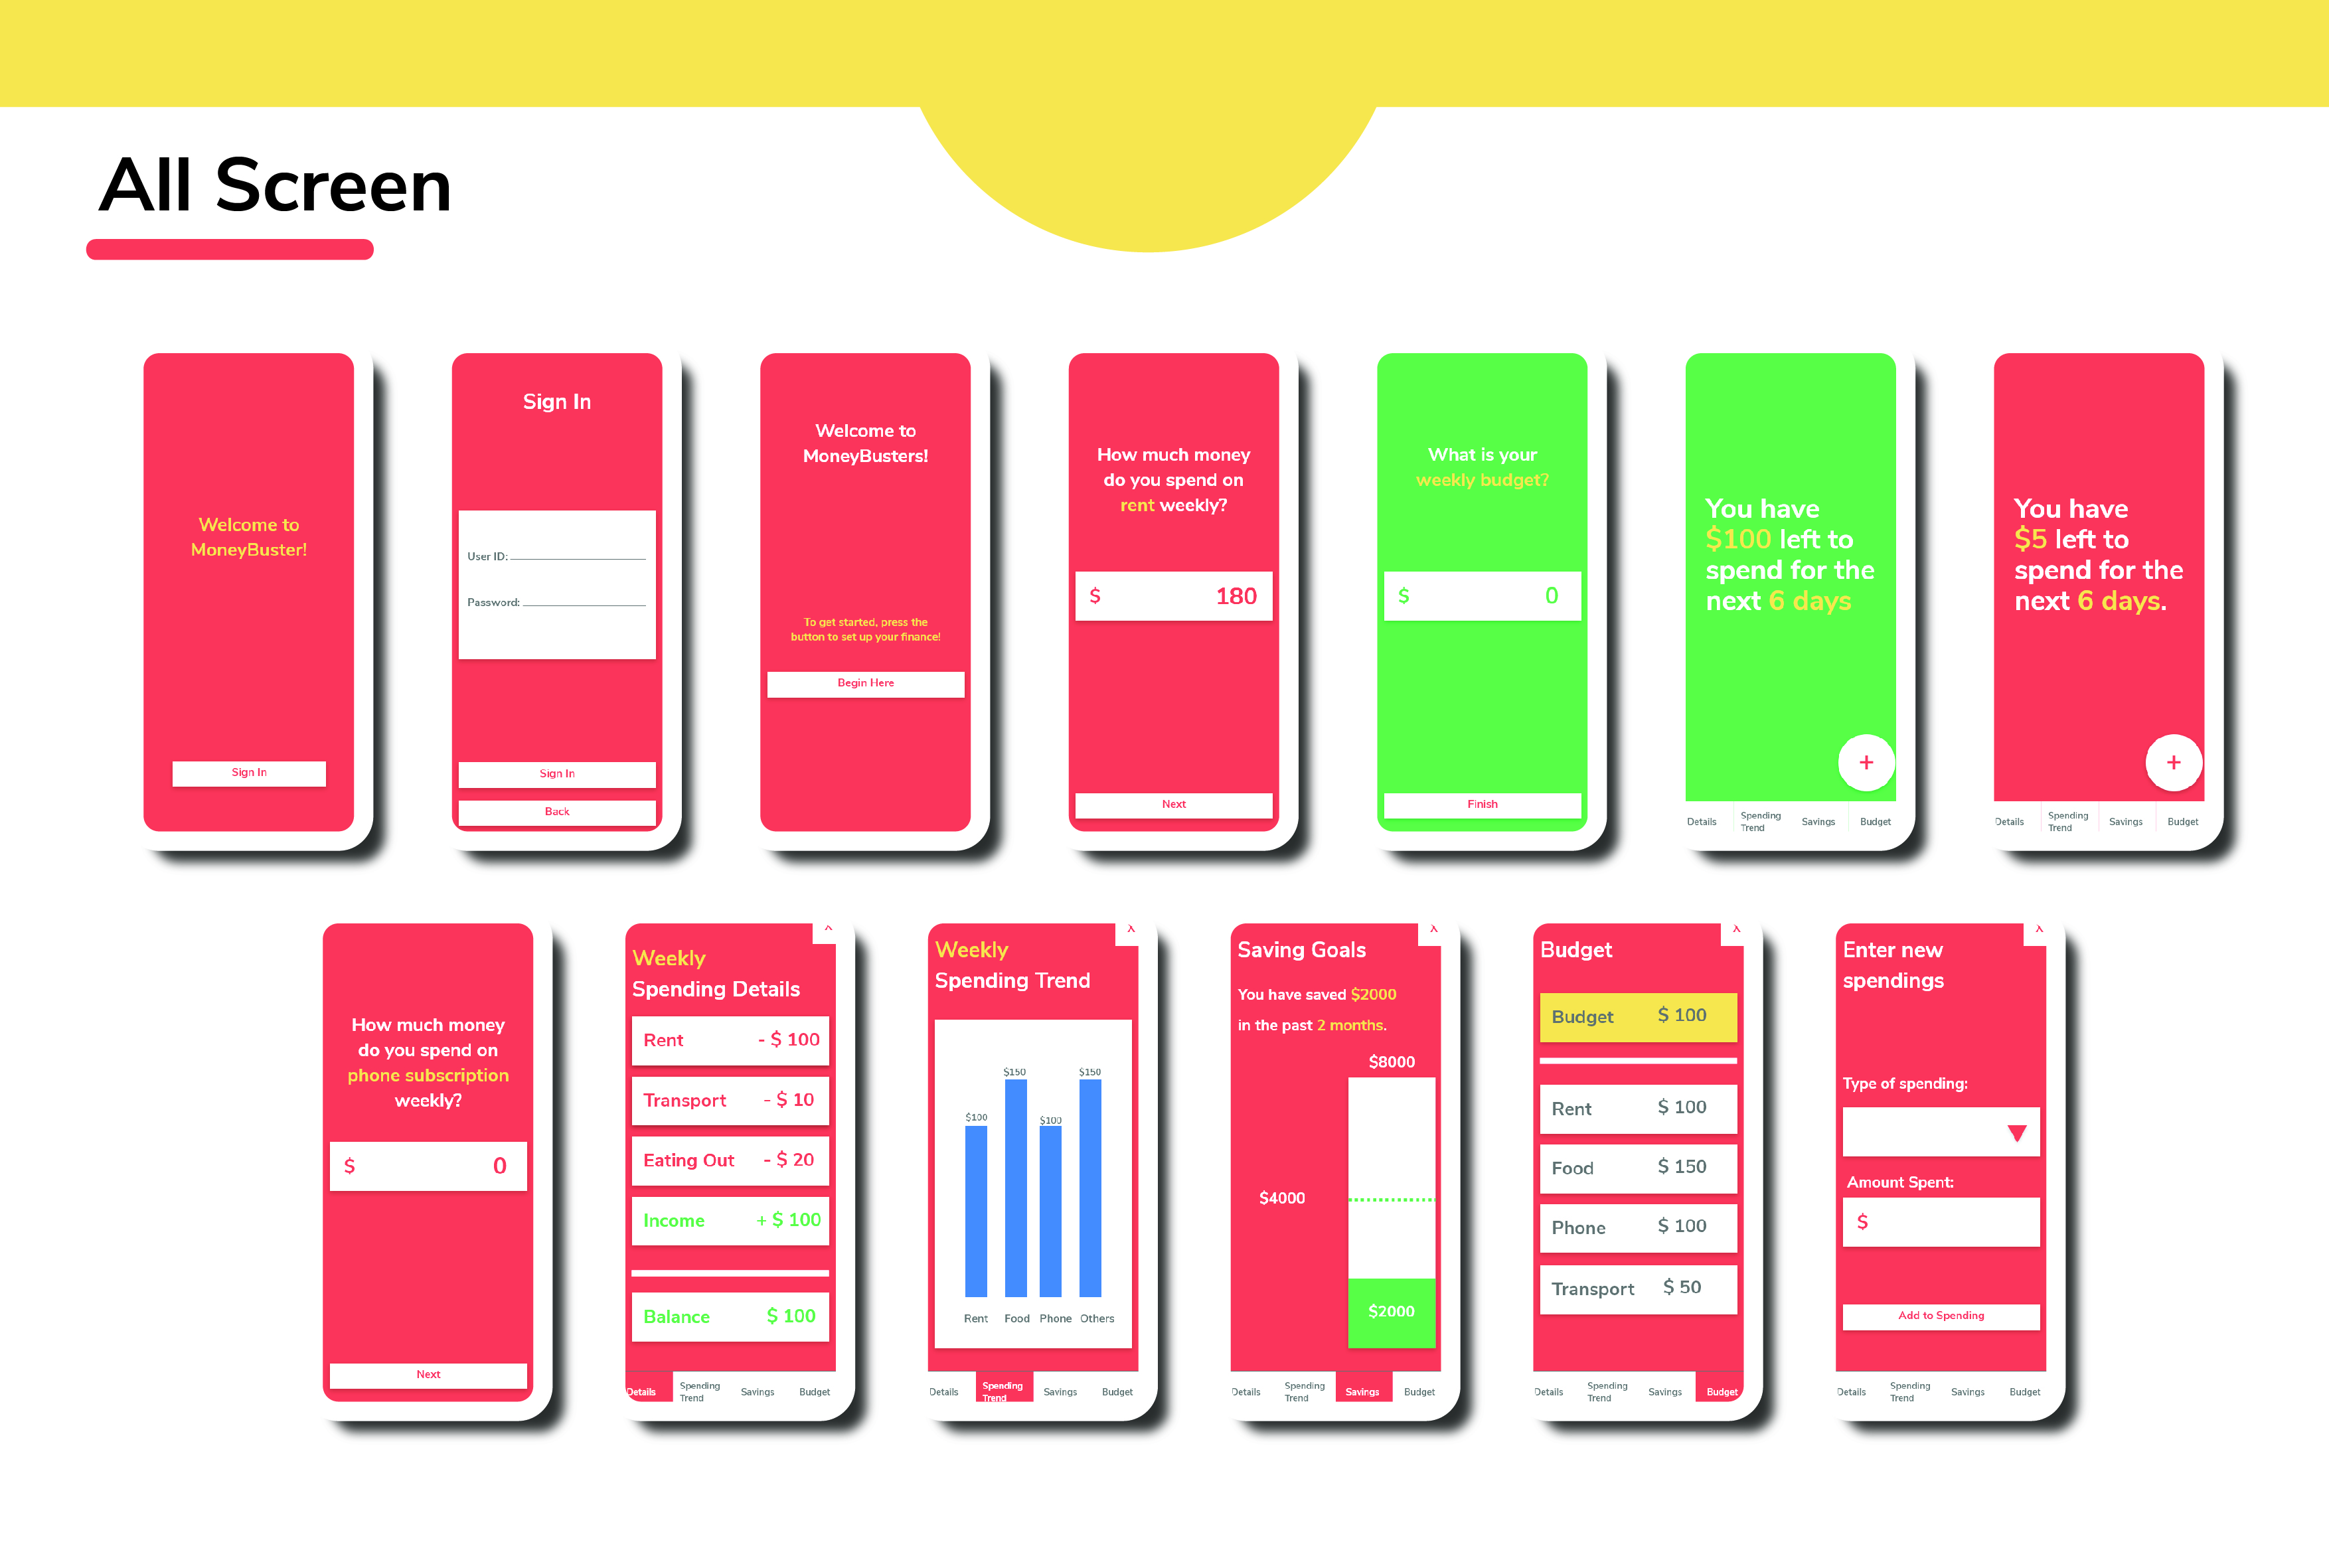 All Screen
Welcome to
MoneyBuster!
Sign In
Sign In
User ID:
Password:
Sign In
Back
Welcome to
MoneyBusters!
To get started, press the
button to set up your finance!
Begin Here
How much money
do you spend on
rent weekly?
$ 180
Next
What is your
weekly budget?
$ 0
Finish
You have
$100 left to
spend for the
next 6 days
+
Details Spending Trend Savings Budget
You have
$5 left to
spend for the
next 6 days.
+
Details Spending Trend Savings Budget
How much money
do you spend on
phone subscription
weekly?
$ 0
Next
X
Weekly
Spending Details
Rent - $ 100
Transport - $ 10
Eating Out - $ 20
Income + $ 100
Balance $ 100
Details Spending Trend Savings Budget
X
Weekly
Spending Trend
$100 $150 $100 $150
Rent Food Phone Others
Details Spending Trend Savings Budget
X
Saving Goals
You have saved $2000
in the past 2 months.
$8000
$4000
$2000
Details Spending Trend Savings Budget
X
Budget
Budget $ 100
Rent $ 100
Food $ 150
Phone $ 100
Transport $ 50
Details Spending Trend Savings Budget
X
Enter new
spendings
Type of spending:
Amount Spent:
$
Add to Spending
Details Spending Trend Savings Budget